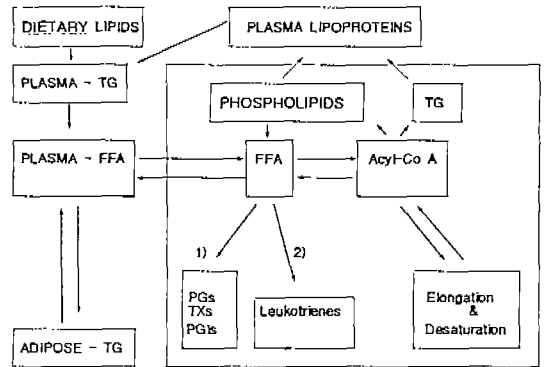 DIETARY LIPIDS
PLASMA LIPOPROTEINS
PLASMA - TG
PHOSPHOLIPIDS
TG
PLASMA - FFA
FFA
Acyl-Co A
1)
2)
PGs
TXs
PGIs
Leukotrienes
Elongation
&
Desaturation
ADIPOSE - TG